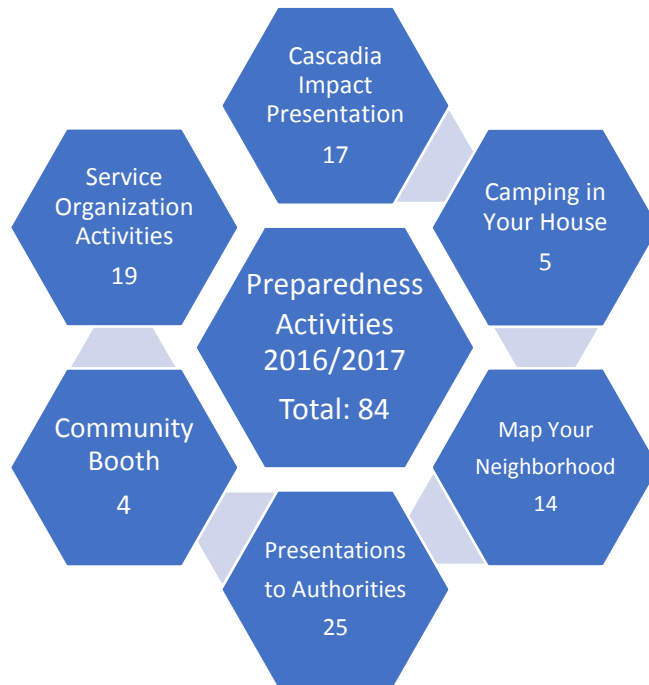 Cascadia
Impact
Presentation
17
Service
Organization
Activities
19
Camping in
Your House
5
Preparedness
Activities
2016/2017
Total: 84
Community
Booth
4
Map Your
Neighborhood
14
Presentations
to Authorities
25